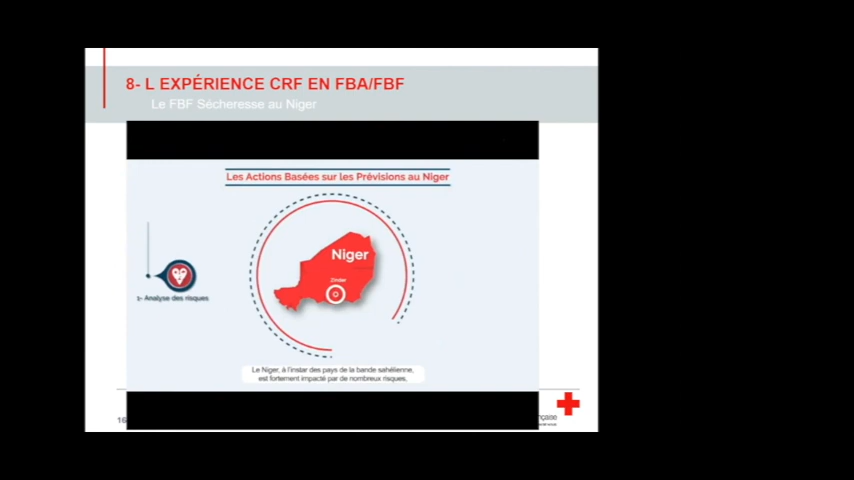 8- L EXPÉRIENCE CRF EN FBA/FBF
Le FBF Sécheresse au Niger
Les Actions Basées sur les Prévisions au Niger
Niger
Zinder
1- Analyse des risques
Le Niger, à l'instar des pays de la bande sahélienne,
est fortement impacté par de nombreux risques,
16